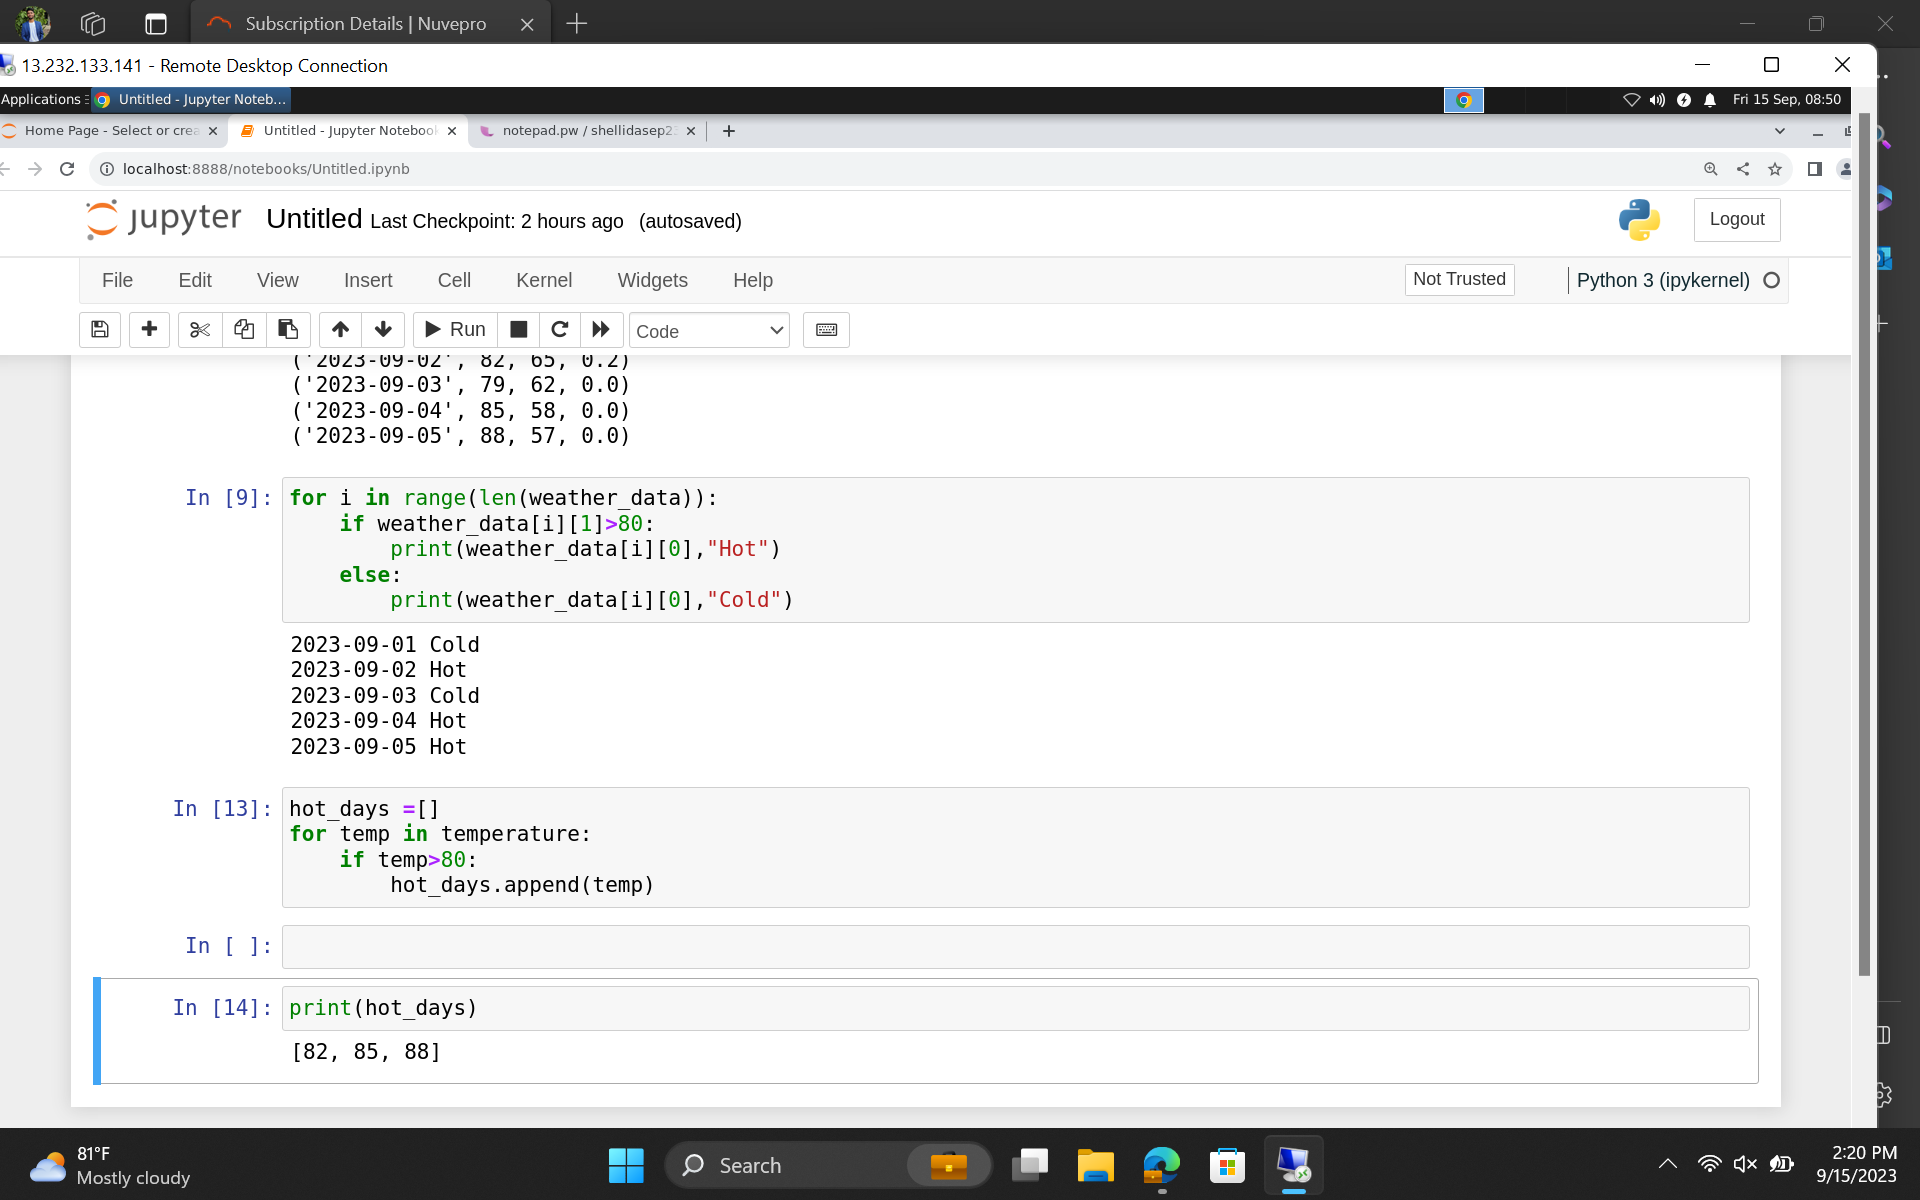 Subscription Details | Nuvepro
13.232.133.141 - Remote Desktop Connection
Applications
Untitled - Jupyter Noteb...
Fri 15 Sep, 08:50
Home Page - Select or crea
Untitled - Jupyter Notebook
notepad.pw / shellidasep23
localhost:8888/notebooks/Untitled.ipynb
jupyter Untitled Last Checkpoint: 2 hours ago (autosaved)
Logout
File Edit View Insert Cell Kernel Widgets Help
Not Trusted
Python 3 (ipykernel)
Run
Code
('2023-09-02', 82, 65, 0.2)
('2023-09-03', 79, 62, 0.0)
('2023-09-04', 85, 58, 0.0)
('2023-09-05', 88, 57, 0.0)
In [9]: for i in range(len(weather_data)):
    if weather_data[i][1]>80:
        print(weather_data[i][0],"Hot")
    else:
        print(weather_data[i][0],"Cold")
2023-09-01 Cold
2023-09-02 Hot
2023-09-03 Cold
2023-09-04 Hot
2023-09-05 Hot
In [13]: hot_days =[]
for temp in temperature:
    if temp>80:
        hot_days.append(temp)
In [ ]:
In [14]: print(hot_days)
[82, 85, 88]
81°F
Mostly cloudy
Search
2:20 PM
9/15/2023